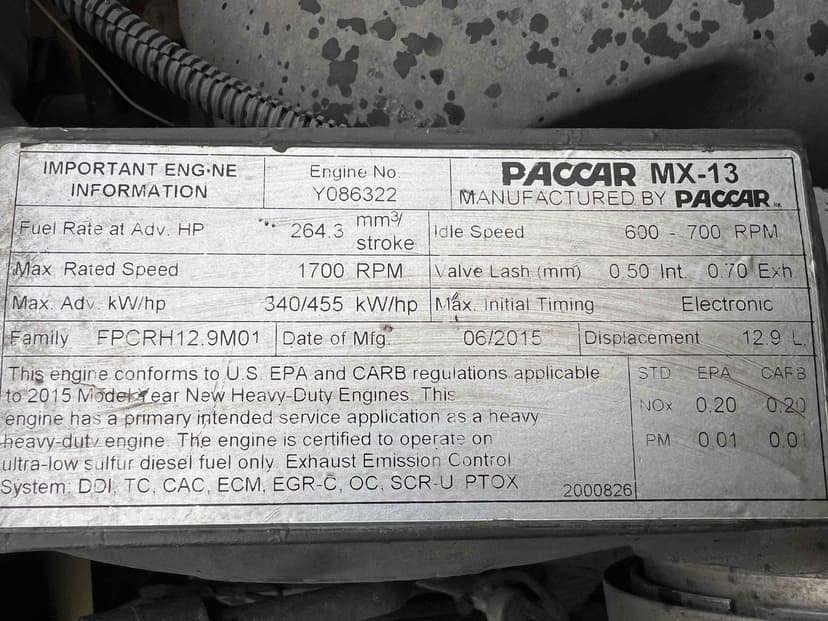 IMPORTANT ENG·NE
INFORMATION
Engine No.
Y086322
PACCAR MX-13
MANUFACTURED BY PACCAR
Fuel Rate at Adv. HP 264.3 mm3/
stroke
Idle Speed 600 - 700 RPM
Max Rated Speed 1700 RPM
Valve Lash (mm) 0.50 Int. 0.70 Exh
Max. Adv. kW/hp 340/455 kW/hp
Max. Initial Timing Electronic
Family FPCRH12.9M01
Date of Mfg. 06/2015
Displacement 12.9 L.
This engine conforms to U.S. EPA and CARB regulations applicable
to 2015 Model Year New Heavy-Duty Engines. This
engine has a primary intended service application as a heavy
heavy-duty engine. The engine is certified to operate on
ultra-low sulfur diesel fuel only. Exhaust Emission Control
System: DDI, TC, CAC, ECM, EGR-C, OC, SCR-U PTOX
2000826
STD EPA CARB
NOx 0.20 0.20
PM 0.01 0.01